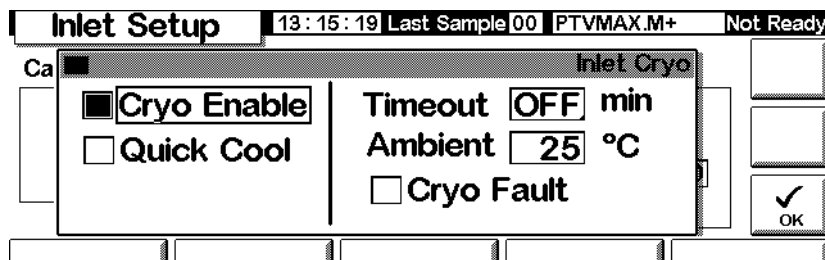 Inlet Setup 13:15:19 Last Sample 00 PTVMAX.M+ Not Ready
Ca Inlet Cryo
Cryo Enable Timeout OFF min
Quick Cool Ambient 25 °C
Cryo Fault
OK